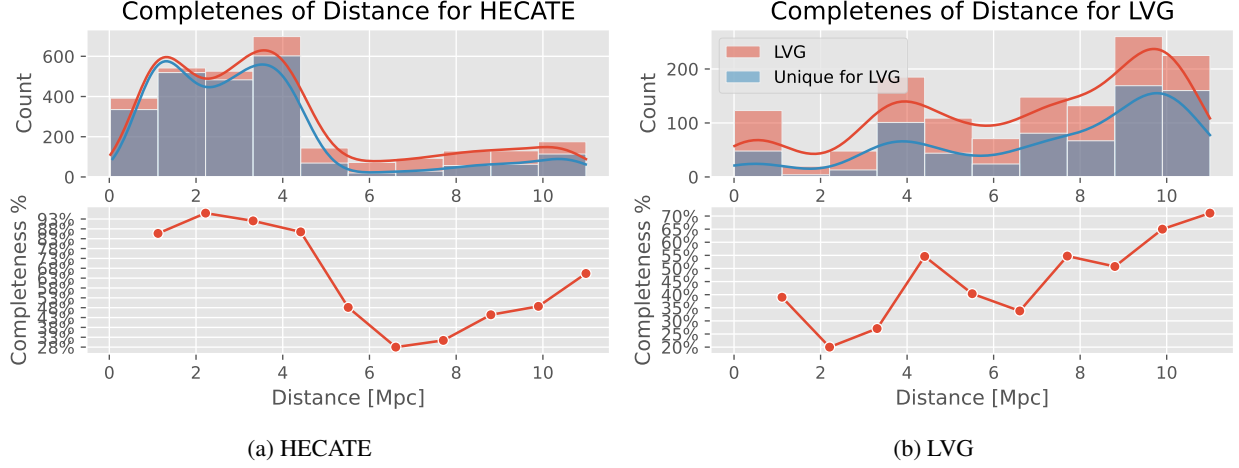 Completenes of Distance for HECATE
Count
600
400
200
0
0 2 4 6 8 10
Completeness %
93%
28%
0 2 4 6 8 10
Distance [Mpc]
(a) HECATE
Completenes of Distance for LVG
LVG
Unique for LVG
Count
200
100
0
0 2 4 6 8 10
Completeness %
70%
65%
60%
55%
50%
45%
40%
35%
30%
25%
20%
0 2 4 6 8 10
Distance [Mpc]
(b) LVG